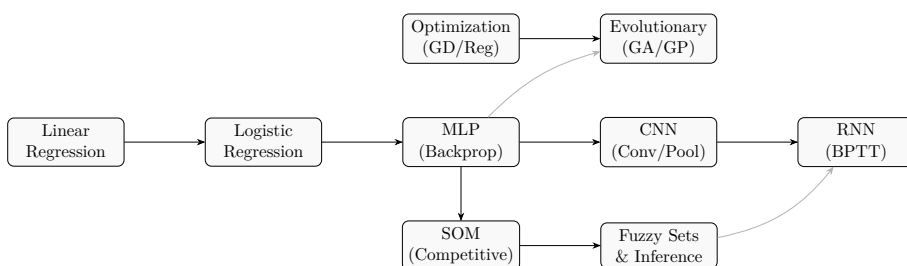 Optimization
(GD/Reg)
Evolutionary
(GA/GP)
Linear
Regression
Logistic
Regression
MLP
(Backprop)
CNN
(Conv/Pool)
RNN
(BPTT)
SOM
(Competitive)
Fuzzy Sets
& Inference